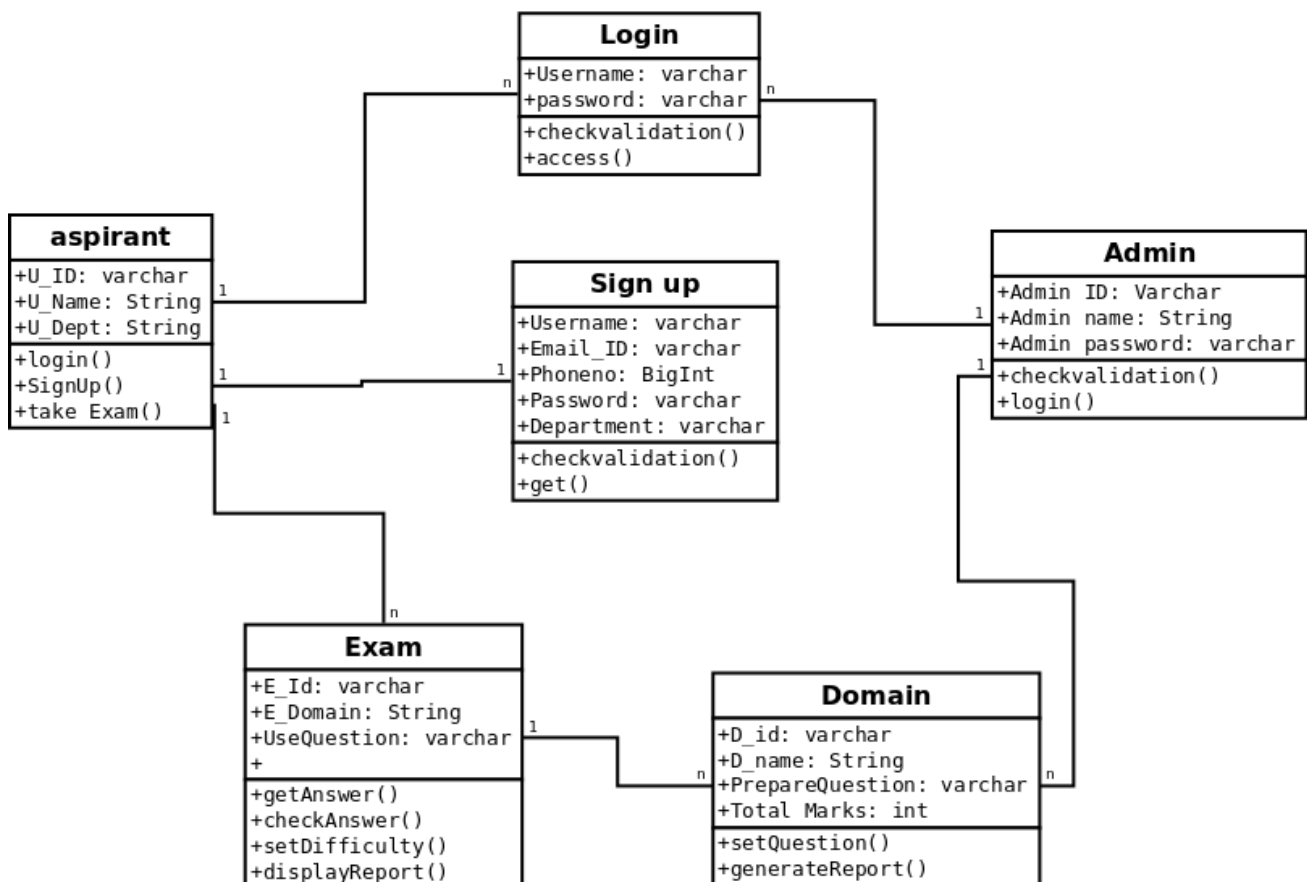 Login
+Username: varchar
+password: varchar
+checkvalidation()
+access()
n
n
aspirant
+U_ID: varchar
+U_Name: String
+U_Dept: String
+login()
+SignUp()
+take Exam()
1
1
1
Sign up
+Username: varchar
+Email_ID: varchar
+Phoneno: BigInt
+Password: varchar
+Department: varchar
+checkvalidation()
+get()
1
Admin
+Admin ID: Varchar
+Admin name: String
+Admin password: varchar
+checkvalidation()
+login()
1
1
n
Exam
+E_Id: varchar
+E_Domain: String
+UseQuestion: varchar
+
+getAnswer()
+checkAnswer()
+setDifficulty()
+displayReport()
1
n
Domain
+D_id: varchar
+D_name: String
+PrepareQuestion: varchar
+Total Marks: int
+setQuestion()
+generateReport()
n